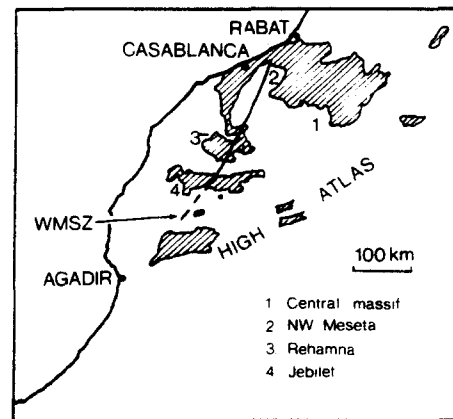 RABAT
CASABLANCA
2
1
3
4
WMSZ
HIGH ATLAS
100 km
AGADIR
1 Central massif
2 NW Meseta
3 Rehamna
4 Jebilet